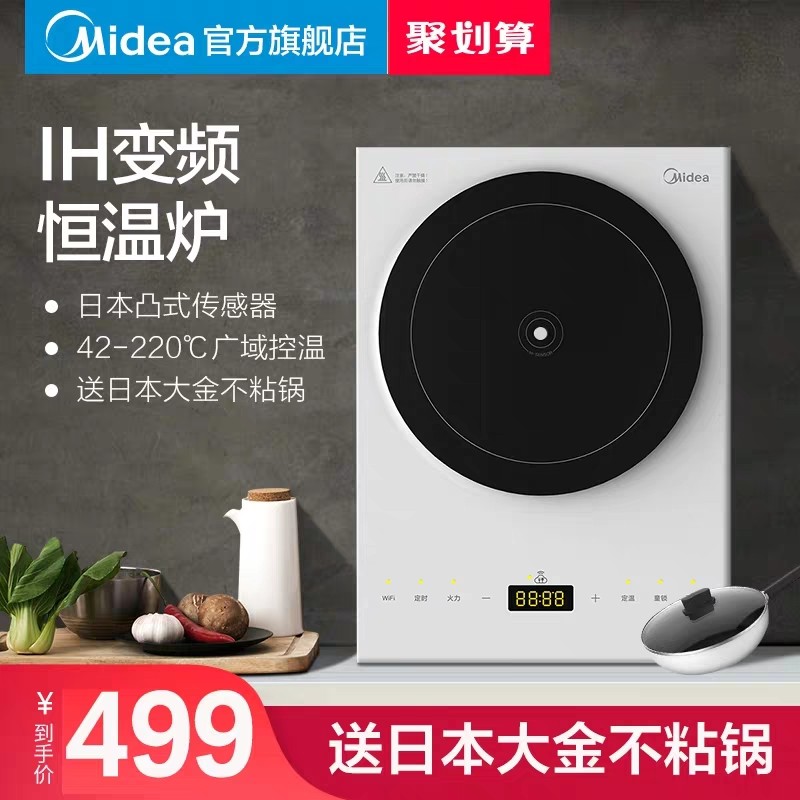 Midea 官方旗舰店
聚划算
IH变频
恒温炉
日本凸式传感器
42-220℃广域控温
送日本大金不粘锅
Midea
WiFi 定时 火力 － 88:88 ＋ 定温 童锁
¥ 到手价 499
送日本大金不粘锅